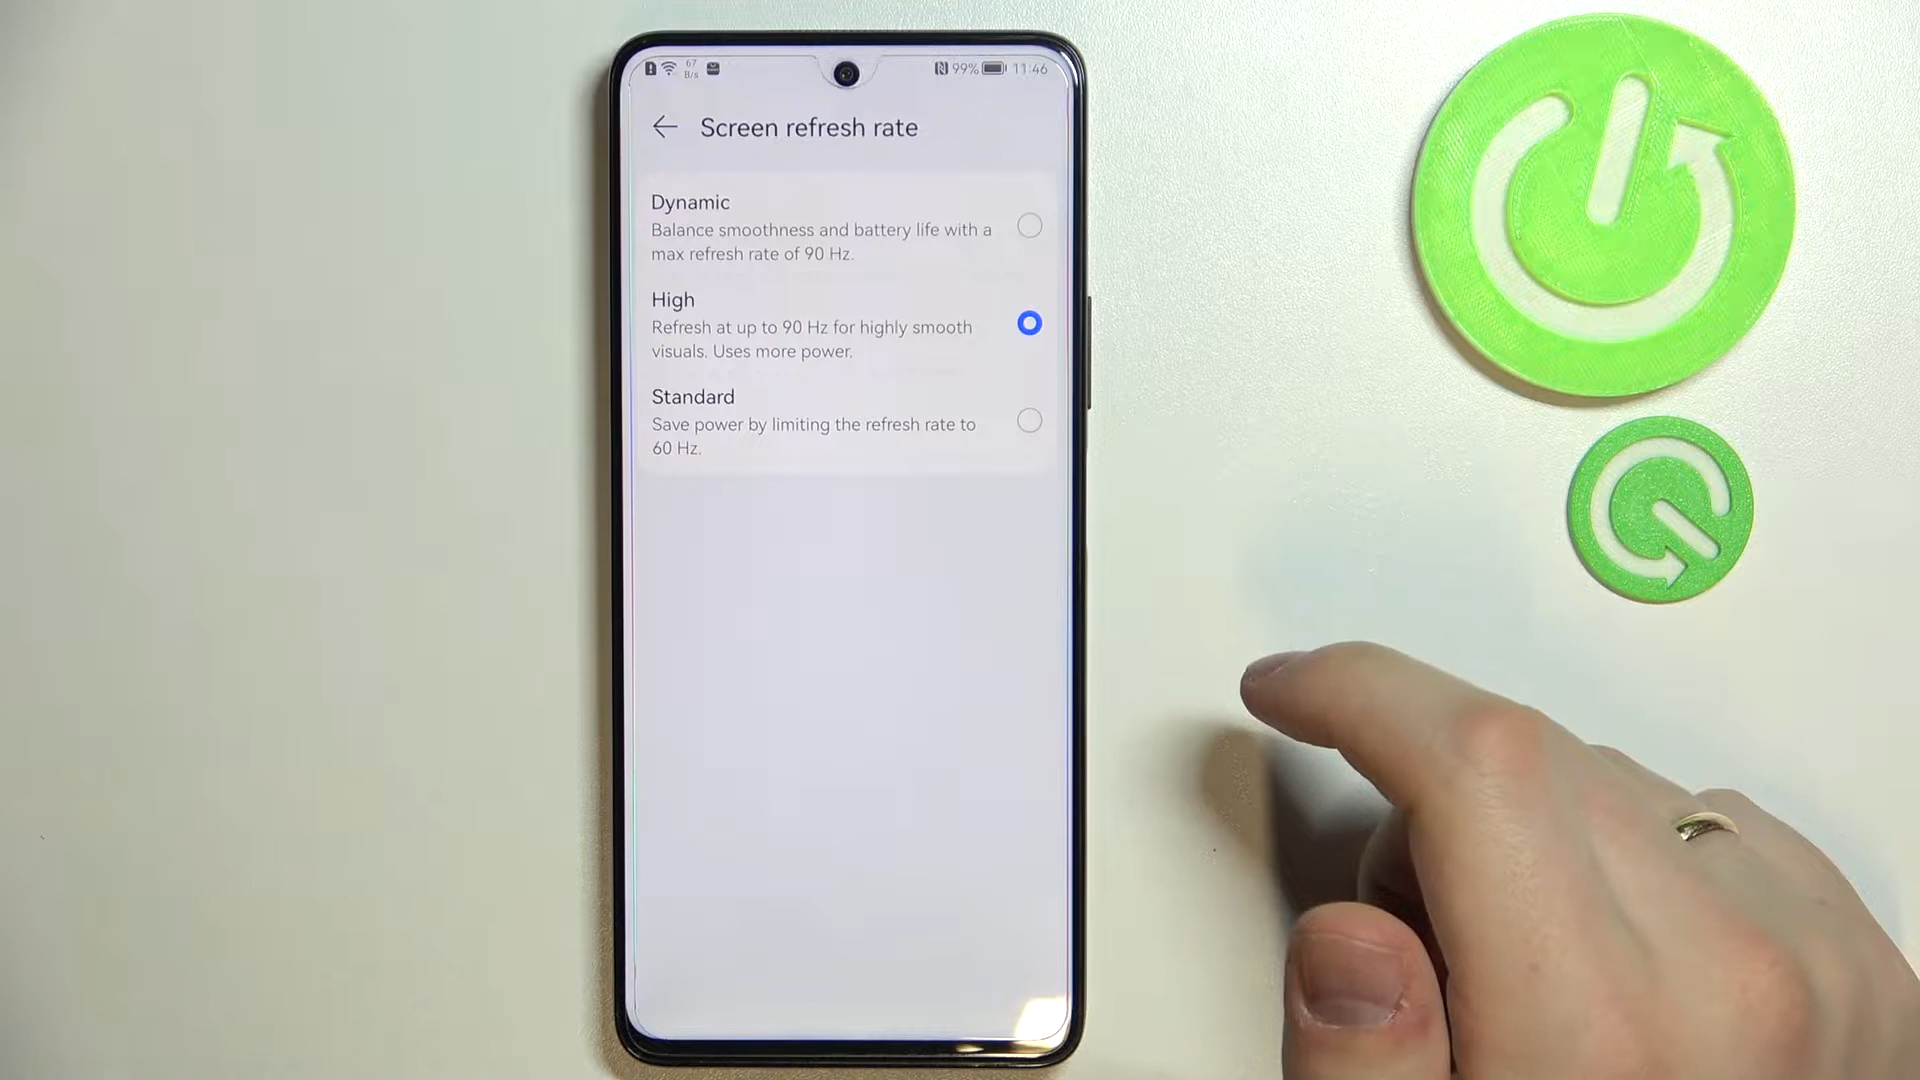 67
B/s
99%
11:46
Screen refresh rate
Dynamic
Balance smoothness and battery life with a
max refresh rate of 90 Hz.
High
Refresh at up to 90 Hz for highly smooth
visuals. Uses more power.
Standard
Save power by limiting the refresh rate to
60 Hz.